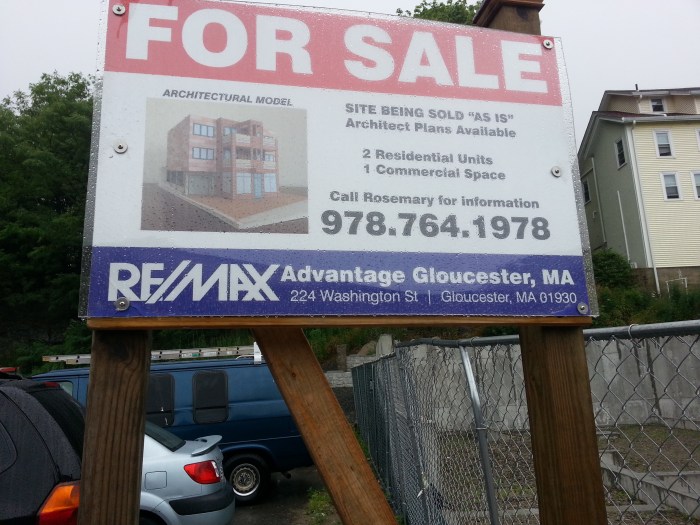 FOR SALE
ARCHITECTURAL MODEL
SITE BEING SOLD "AS IS"
Architect Plans Available
2 Residential Units
1 Commercial Space
Call Rosemary for information
978.764.1978
RE/MAX Advantage Gloucester, MA
224 Washington St | Gloucester, MA 01930